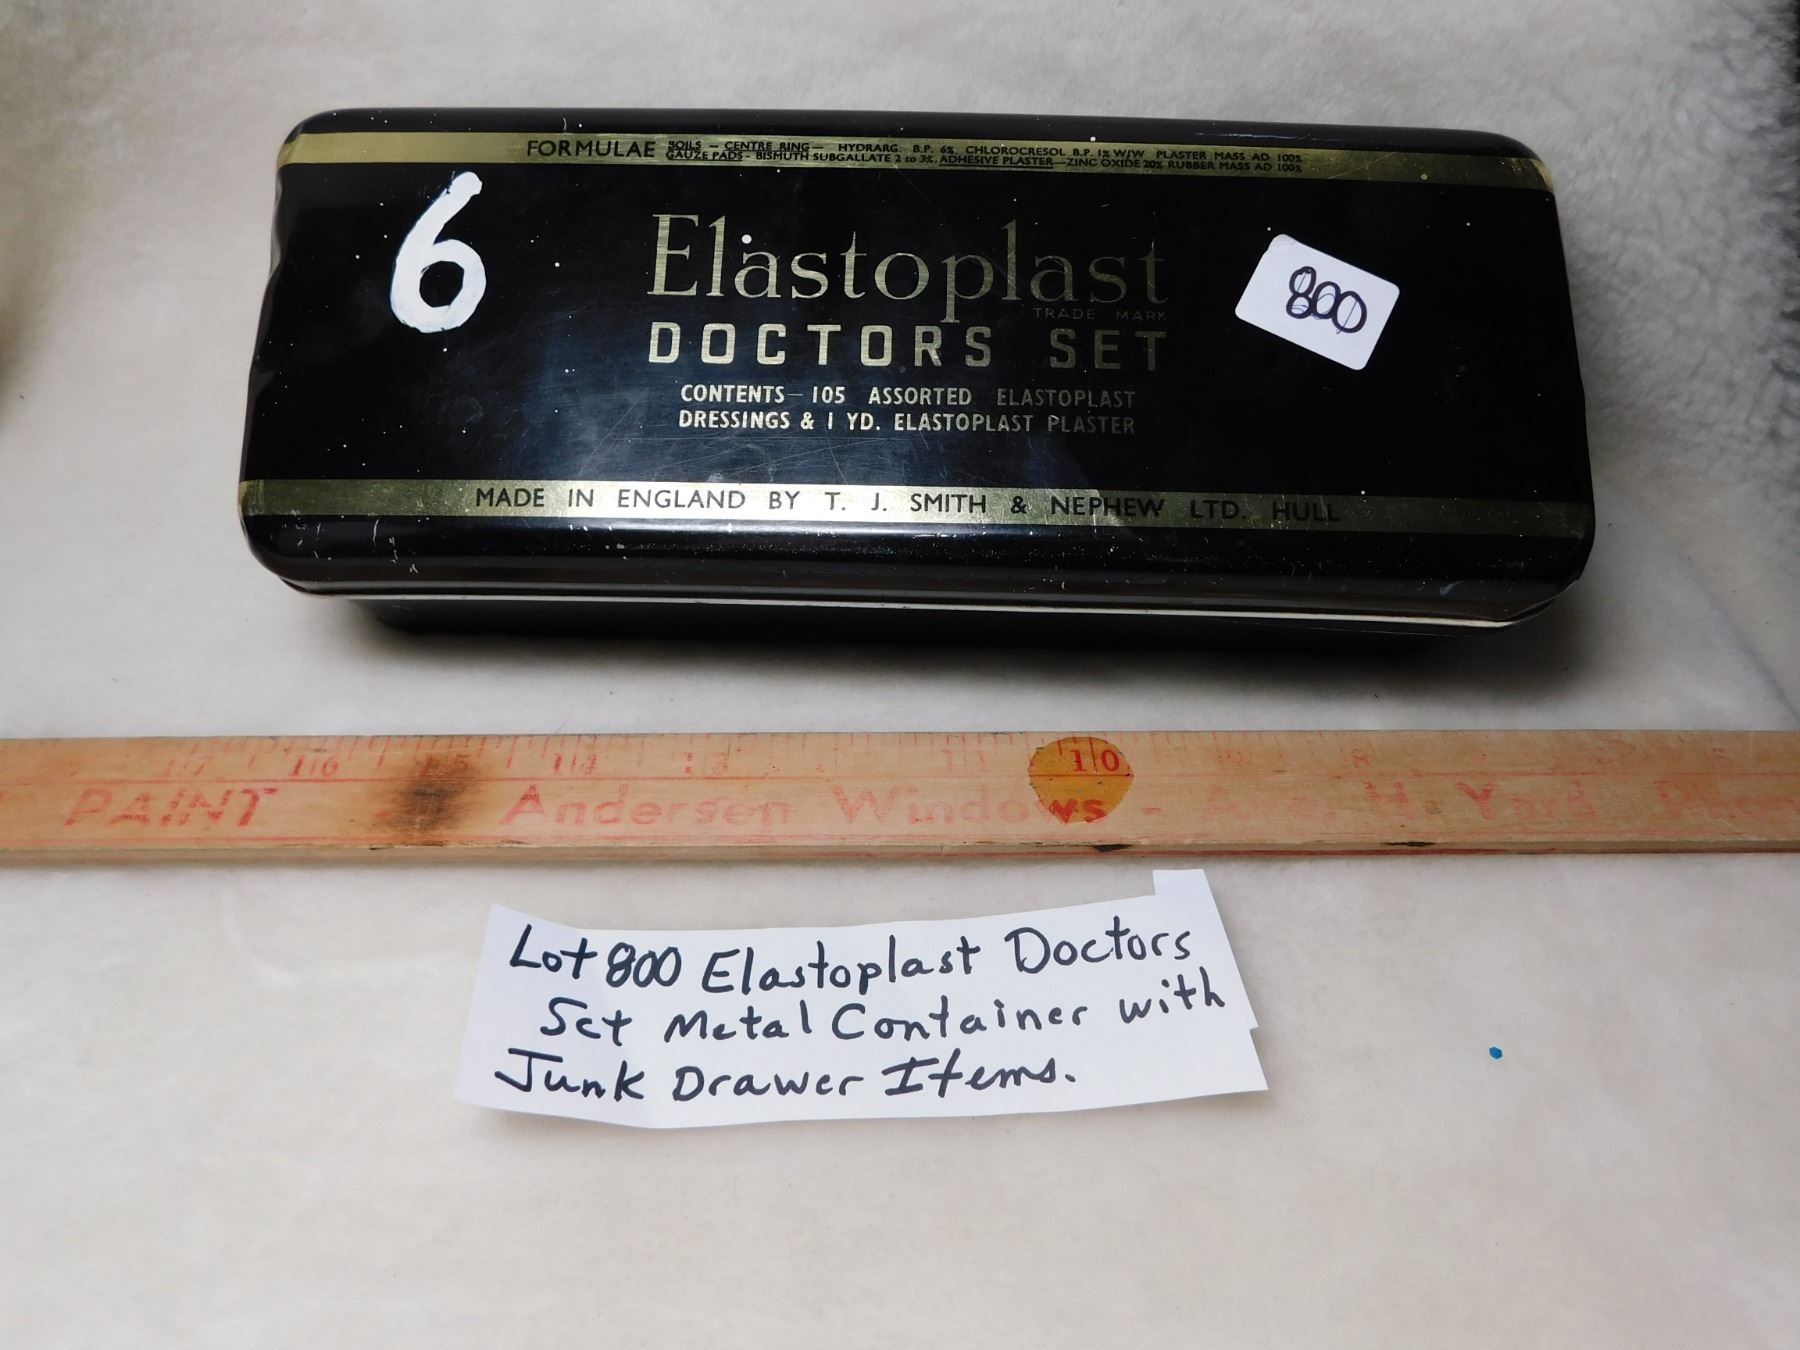 FORMULAE BOILS - CENTRE RING - HYDRARG. B.P. 6% CHLOROCRESOL B.P. 1% W/W PLASTER MASS AD 100%
GAUZE PADS - BISMUTH SUBGALLATE 2 to 3%. ADHESIVE PLASTER - ZINC OXIDE 20% RUBBER MASS AD 100%
6
Elastoplast
TRADE MARK
800
DOCTORS SET
CONTENTS - 105 ASSORTED ELASTOPLAST
DRESSINGS & 1 YD. ELASTOPLAST PLASTER
MADE IN ENGLAND BY T. J. SMITH & NEPHEW LTD. HULL
17 16 15 14 13 11 10 8
PAINT - Andersen Windows - H. Yard
Lot 800 Elastoplast Doctors
Set Metal Container with
Junk Drawer Items.